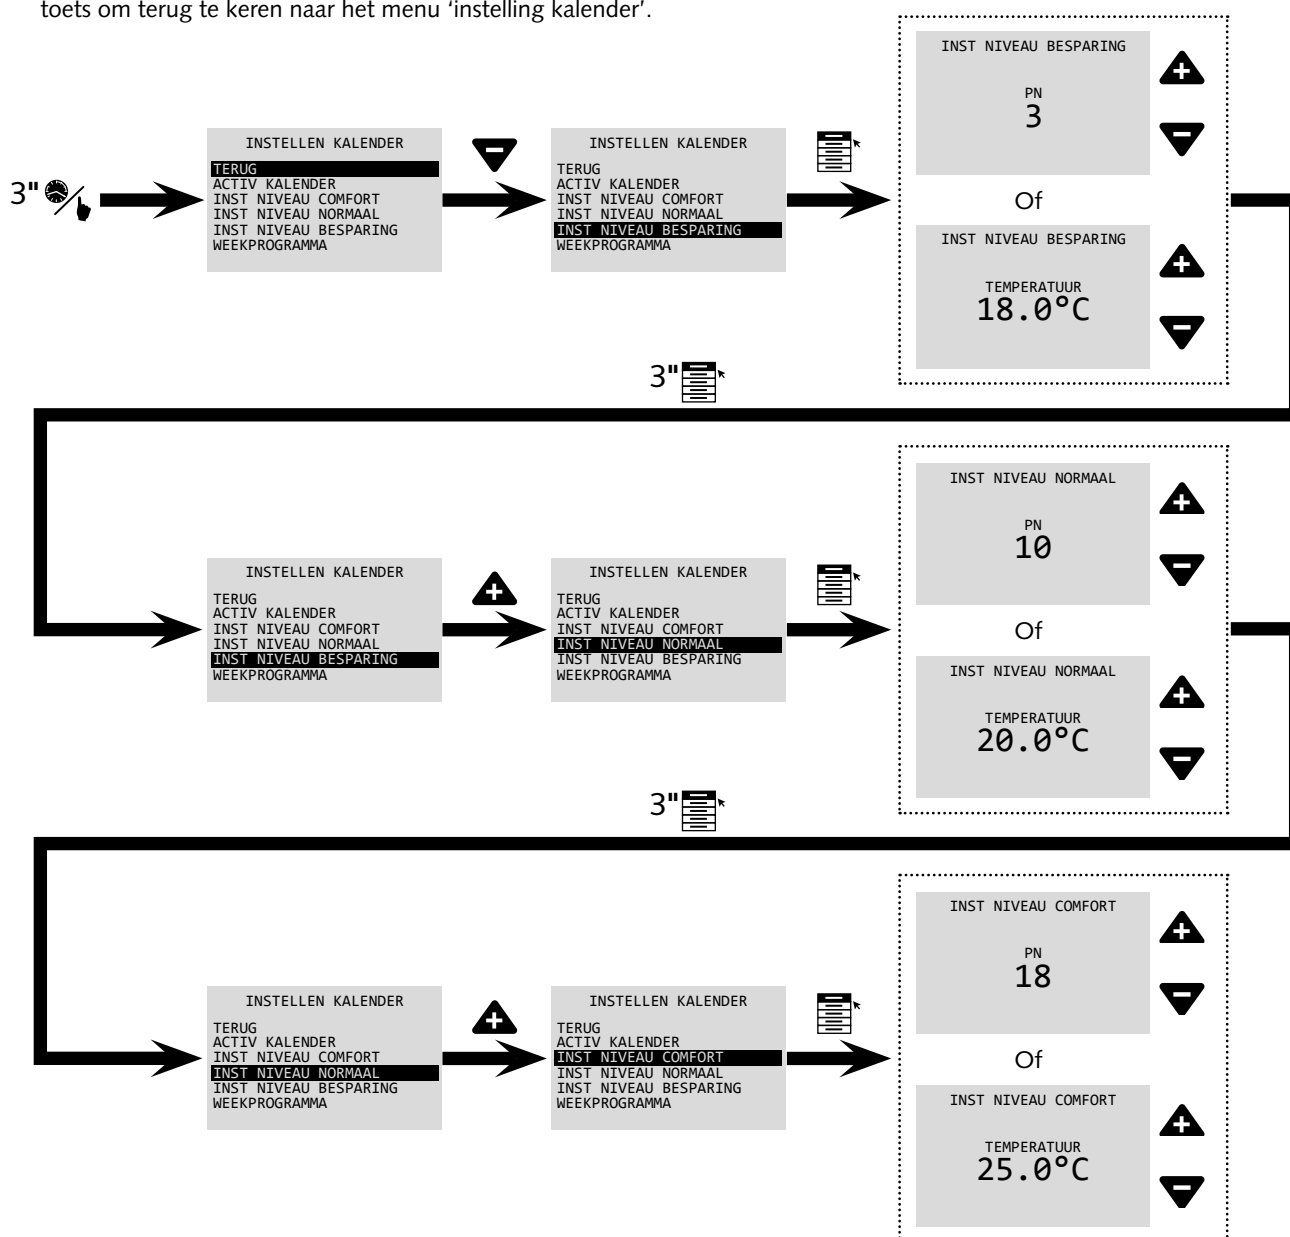 toets om terug te keren naar het menu ‘instelling kalender’.
3"
INSTELLEN KALENDER
TERUG
ACTIV KALENDER
INST NIVEAU COMFORT
INST NIVEAU NORMAAL
INST NIVEAU BESPARING
WEEKPROGRAMMA
INSTELLEN KALENDER
TERUG
ACTIV KALENDER
INST NIVEAU COMFORT
INST NIVEAU NORMAAL
INST NIVEAU BESPARING
WEEKPROGRAMMA
INST NIVEAU BESPARING
PN
3
Of
INST NIVEAU BESPARING
TEMPERATUUR
18.0°C
3"
INSTELLEN KALENDER
TERUG
ACTIV KALENDER
INST NIVEAU COMFORT
INST NIVEAU NORMAAL
INST NIVEAU BESPARING
WEEKPROGRAMMA
INSTELLEN KALENDER
TERUG
ACTIV KALENDER
INST NIVEAU COMFORT
INST NIVEAU NORMAAL
INST NIVEAU BESPARING
WEEKPROGRAMMA
INST NIVEAU NORMAAL
PN
10
Of
INST NIVEAU NORMAAL
TEMPERATUUR
20.0°C
3"
INSTELLEN KALENDER
TERUG
ACTIV KALENDER
INST NIVEAU COMFORT
INST NIVEAU NORMAAL
INST NIVEAU BESPARING
WEEKPROGRAMMA
INSTELLEN KALENDER
TERUG
ACTIV KALENDER
INST NIVEAU COMFORT
INST NIVEAU NORMAAL
INST NIVEAU BESPARING
WEEKPROGRAMMA
INST NIVEAU COMFORT
PN
18
Of
INST NIVEAU COMFORT
TEMPERATUUR
25.0°C